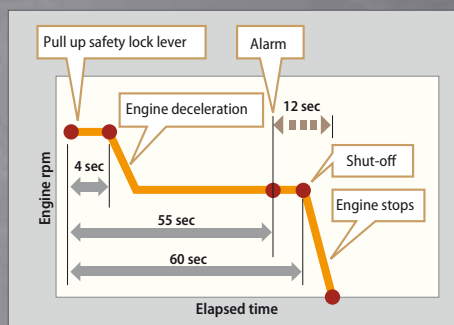 Pull up safety lock lever
Alarm
Engine deceleration
12 sec
4 sec
Shut-off
Engine stops
55 sec
60 sec
Engine rpm
Elapsed time